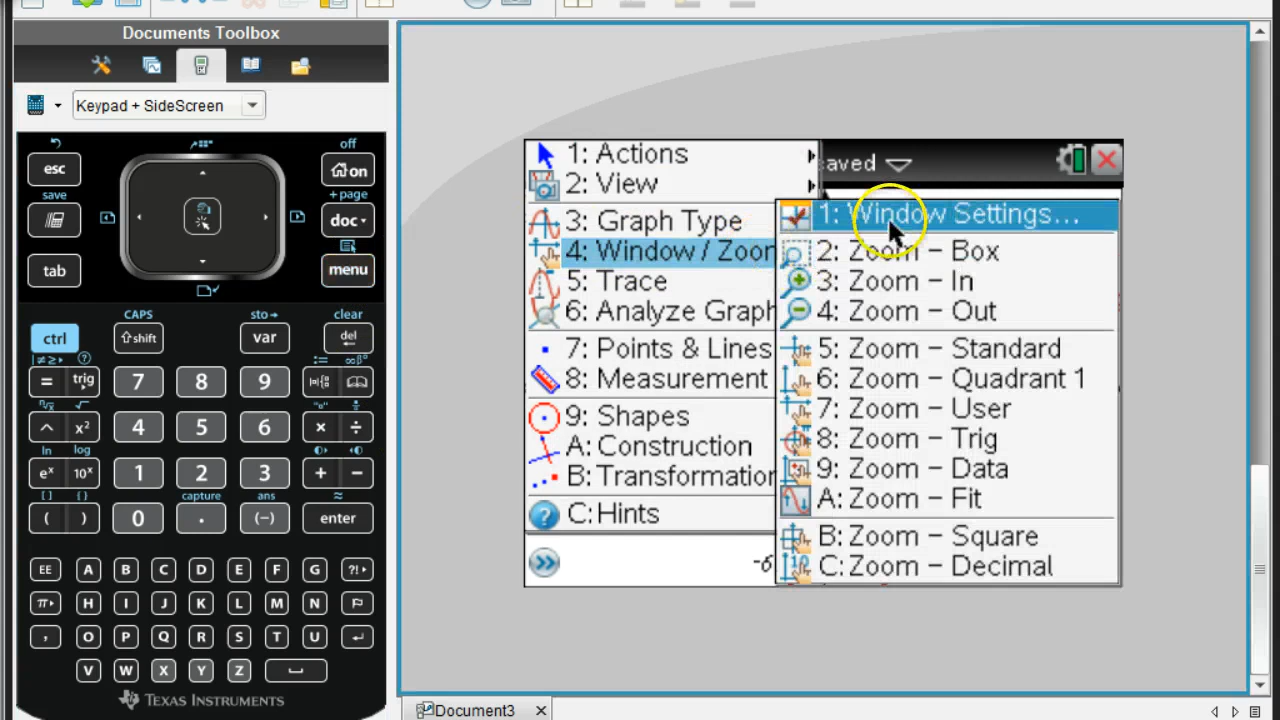 Documents Toolbox
Keypad + SideScreen
off
esc
on
save
+ page
doc
tab
menu
CAPS
sto→
clear
ctrl
shift
var
del
=
trig
7
8
9
^
x²
4
5
6
×
÷
ln
log
eˣ
10ˣ
1
2
3
+
−
[ ]
{ }
capture
ans
≈
(
)
0
.
(−)
enter
EE
A
B
C
D
E
F
G
?!▸
π▸
H
I
J
K
L
M
N
,
O
P
Q
R
S
T
U
V
W
X
Y
Z
TEXAS INSTRUMENTS
1: Actions
2: View
3: Graph Type
4: Window / Zoo
5: Trace
6: Analyze Graph
7: Points & Lines
8: Measurement
9: Shapes
A: Construction
B: Transformation
C: Hints
aved
1: Window Settings...
2: Zoom – Box
3: Zoom – In
4: Zoom – Out
5: Zoom – Standard
6: Zoom – Quadrant 1
7: Zoom – User
8: Zoom – Trig
9: Zoom – Data
A: Zoom – Fit
B: Zoom – Square
C: Zoom – Decimal
-6
Document3